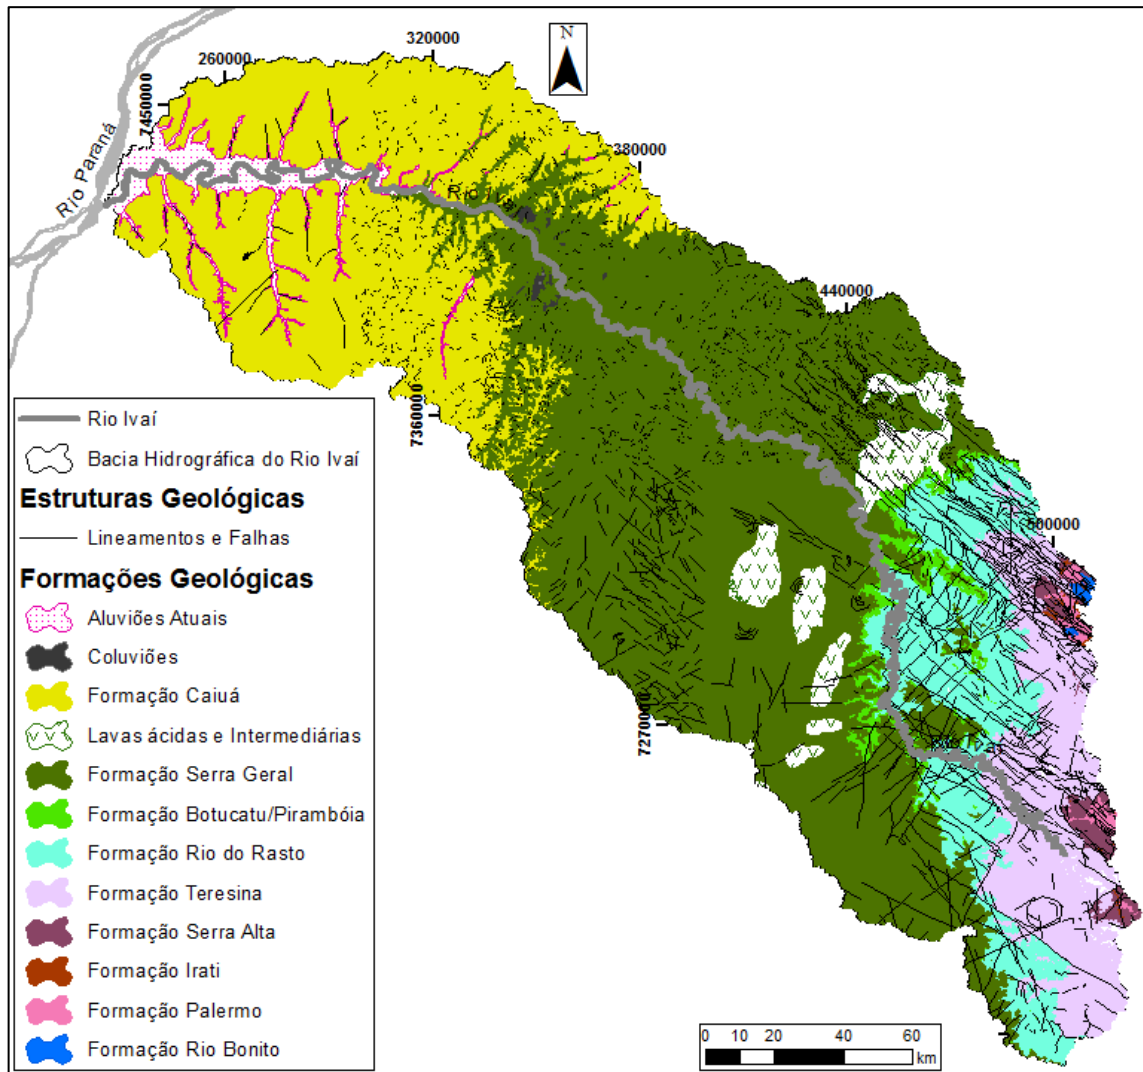 320000
N
260000
7450000
Rio Paraná
380000
Rio Ivaí
440000
500000
7360000
7270000
Rio Ivaí
Bacia Hidrográfica do Rio Ivaí
Estruturas Geológicas
Lineamentos e Falhas
Formações Geológicas
Aluviões Atuais
Coluviões
Formação Caiuá
Lavas ácidas e Intermediárias
Formação Serra Geral
Formação Botucatu/Pirambóia
Formação Rio do Rasto
Formação Teresina
Formação Serra Alta
Formação Irati
Formação Palermo
Formação Rio Bonito
0 10 20 40 60
km